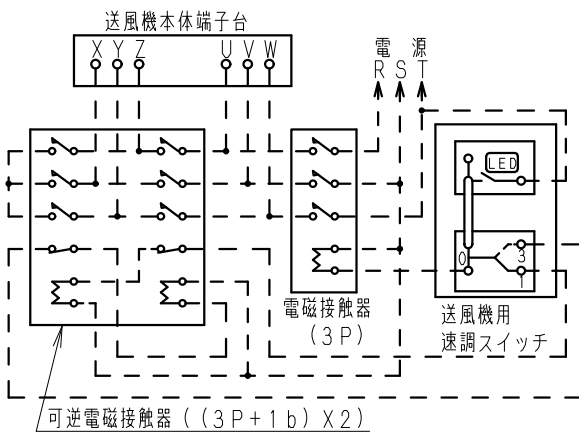 送風機本体端子台
X Y Z U V W
電源
R S T
LED
0
3
1
電磁接触器
(3P)
送風機用
速調スイッチ
可逆電磁接触器((3P+1b)X2)